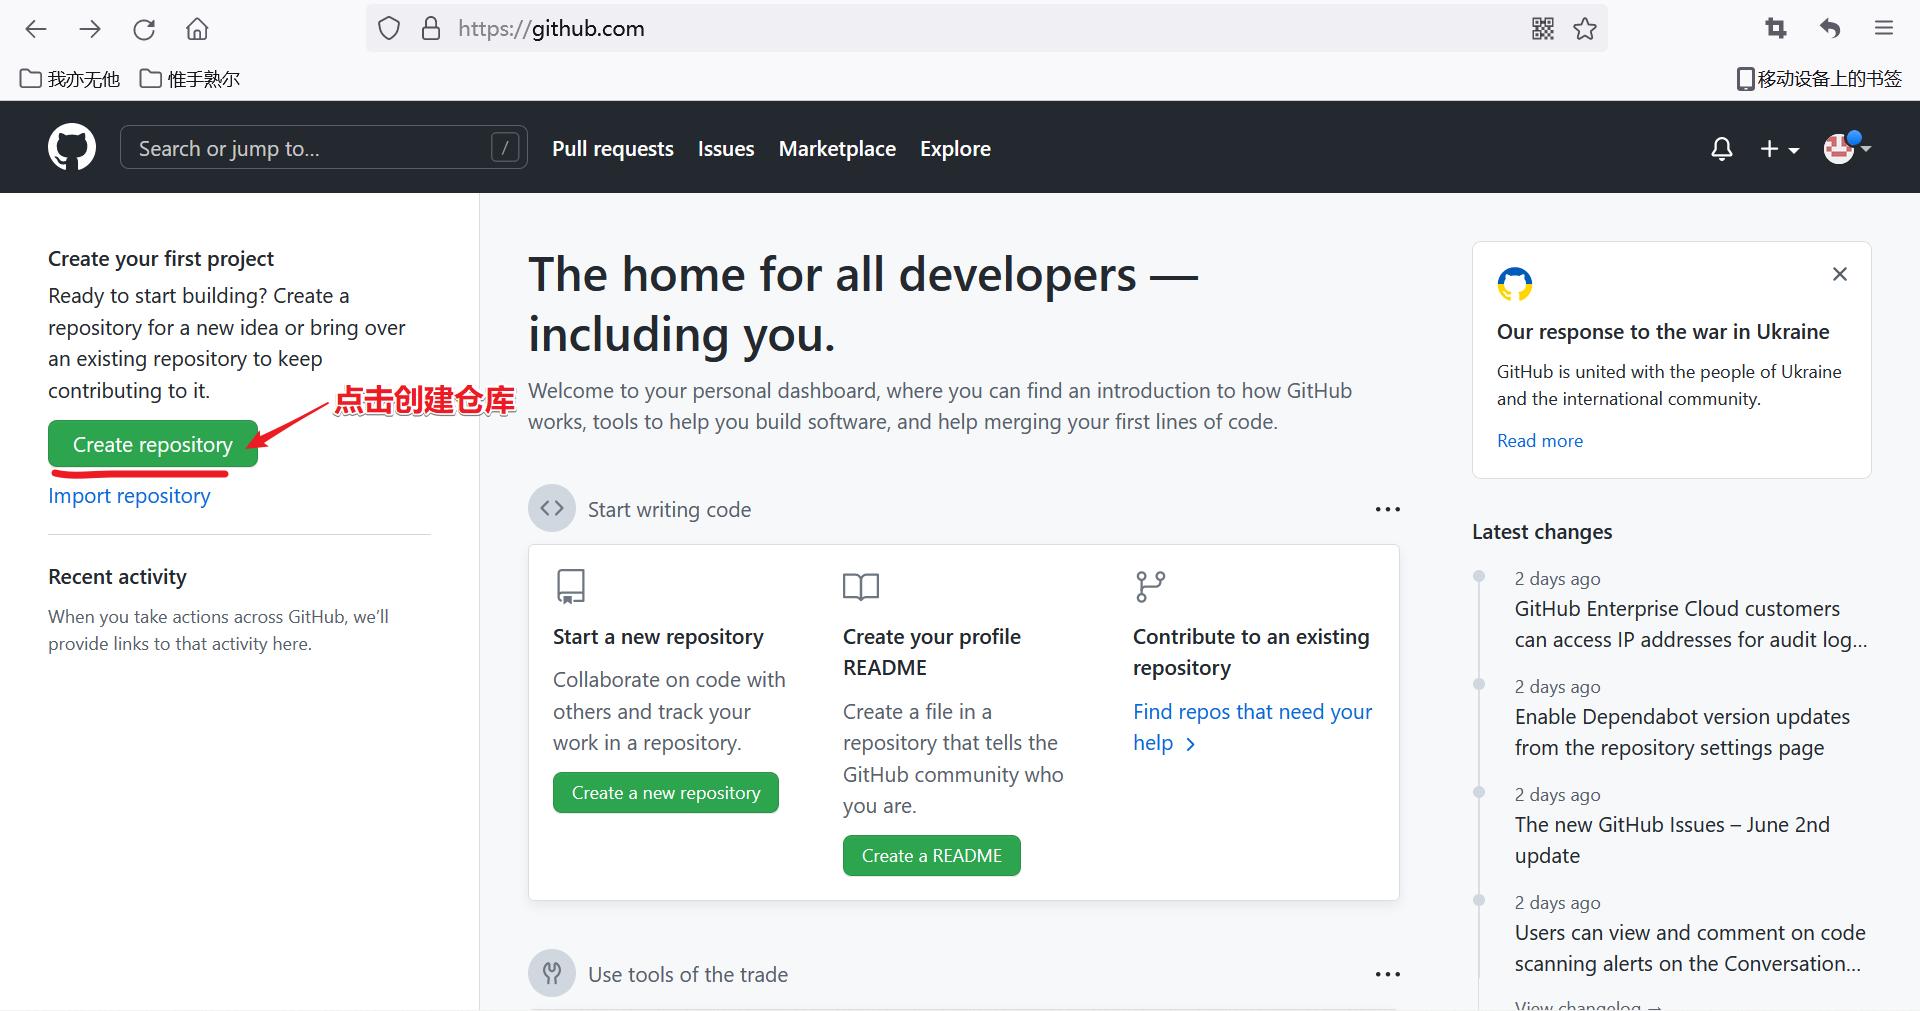 https://github.com
我亦无他
惟手熟尔
移动设备上的书签
Search or jump to...
/
Pull requests
Issues
Marketplace
Explore
Create your first project
Ready to start building? Create a
repository for a new idea or bring over
an existing repository to keep
contributing to it.
点击创建仓库
Create repository
Import repository
Recent activity
When you take actions across GitHub, we’ll
provide links to that activity here.
The home for all developers —
including you.
Welcome to your personal dashboard, where you can find an introduction to how GitHub
works, tools to help you build software, and help merging your first lines of code.
Start writing code
Start a new repository
Collaborate on code with
others and track your
work in a repository.
Create a new repository
Create your profile
README
Create a file in a
repository that tells the
GitHub community who
you are.
Create a README
Contribute to an existing
repository
Find repos that need your
help
Use tools of the trade
Our response to the war in Ukraine
GitHub is united with the people of Ukraine
and the international community.
Read more
Latest changes
2 days ago
GitHub Enterprise Cloud customers
can access IP addresses for audit log...
2 days ago
Enable Dependabot version updates
from the repository settings page
2 days ago
The new GitHub Issues – June 2nd
update
2 days ago
Users can view and comment on code
scanning alerts on the Conversation...
View changelog →